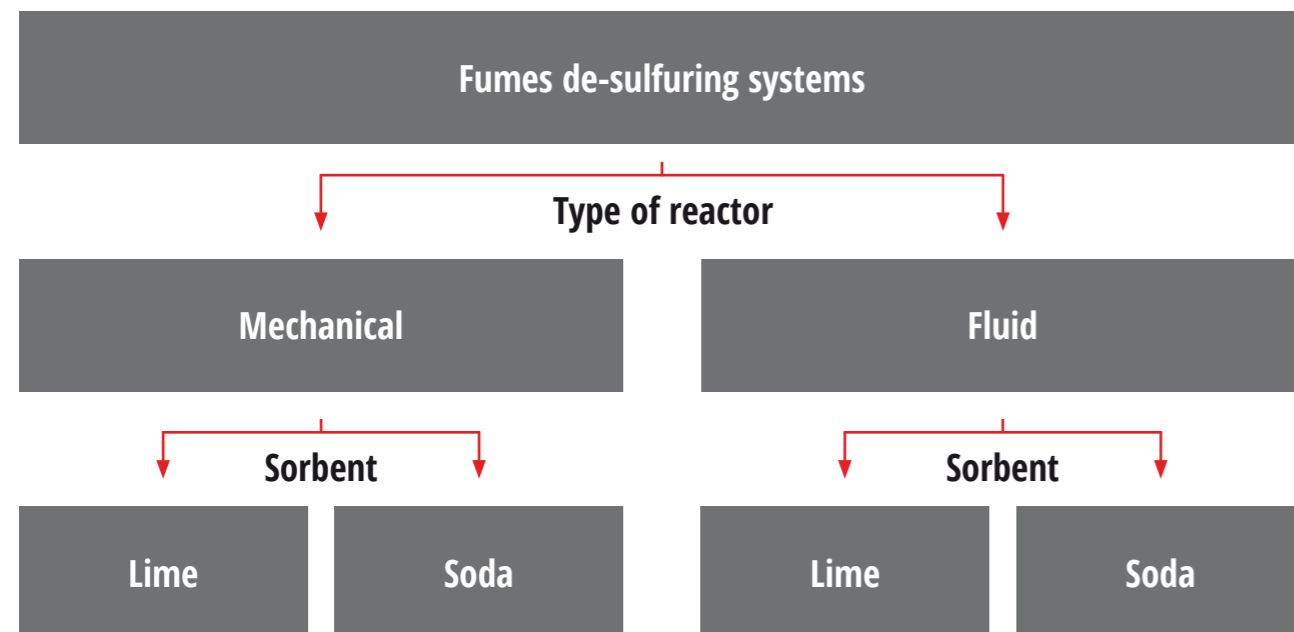 Fumes de-sulfuring systems
Type of reactor
Mechanical
Fluid
Sorbent
Sorbent
Lime
Soda
Lime
Soda